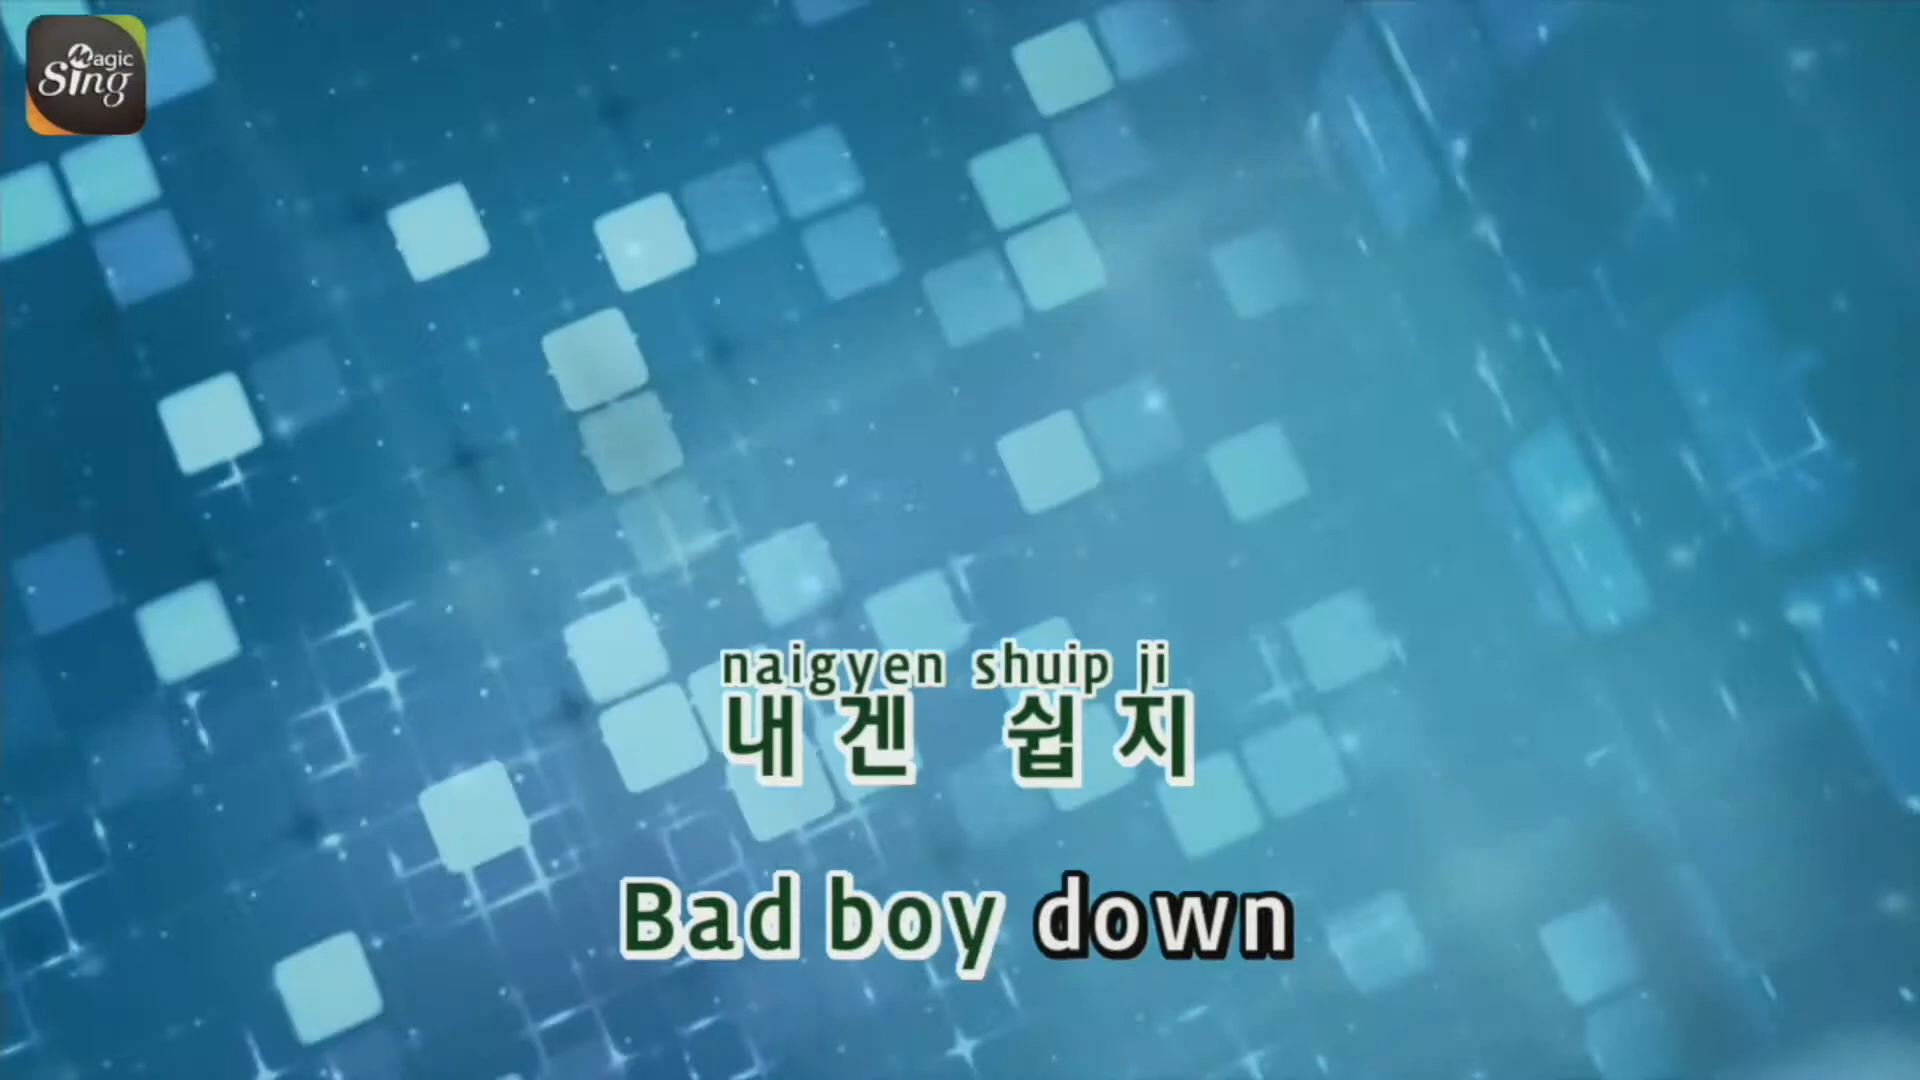 Magic
Sing
naigyen shuip ji
내겐 쉽지
Bad boy down